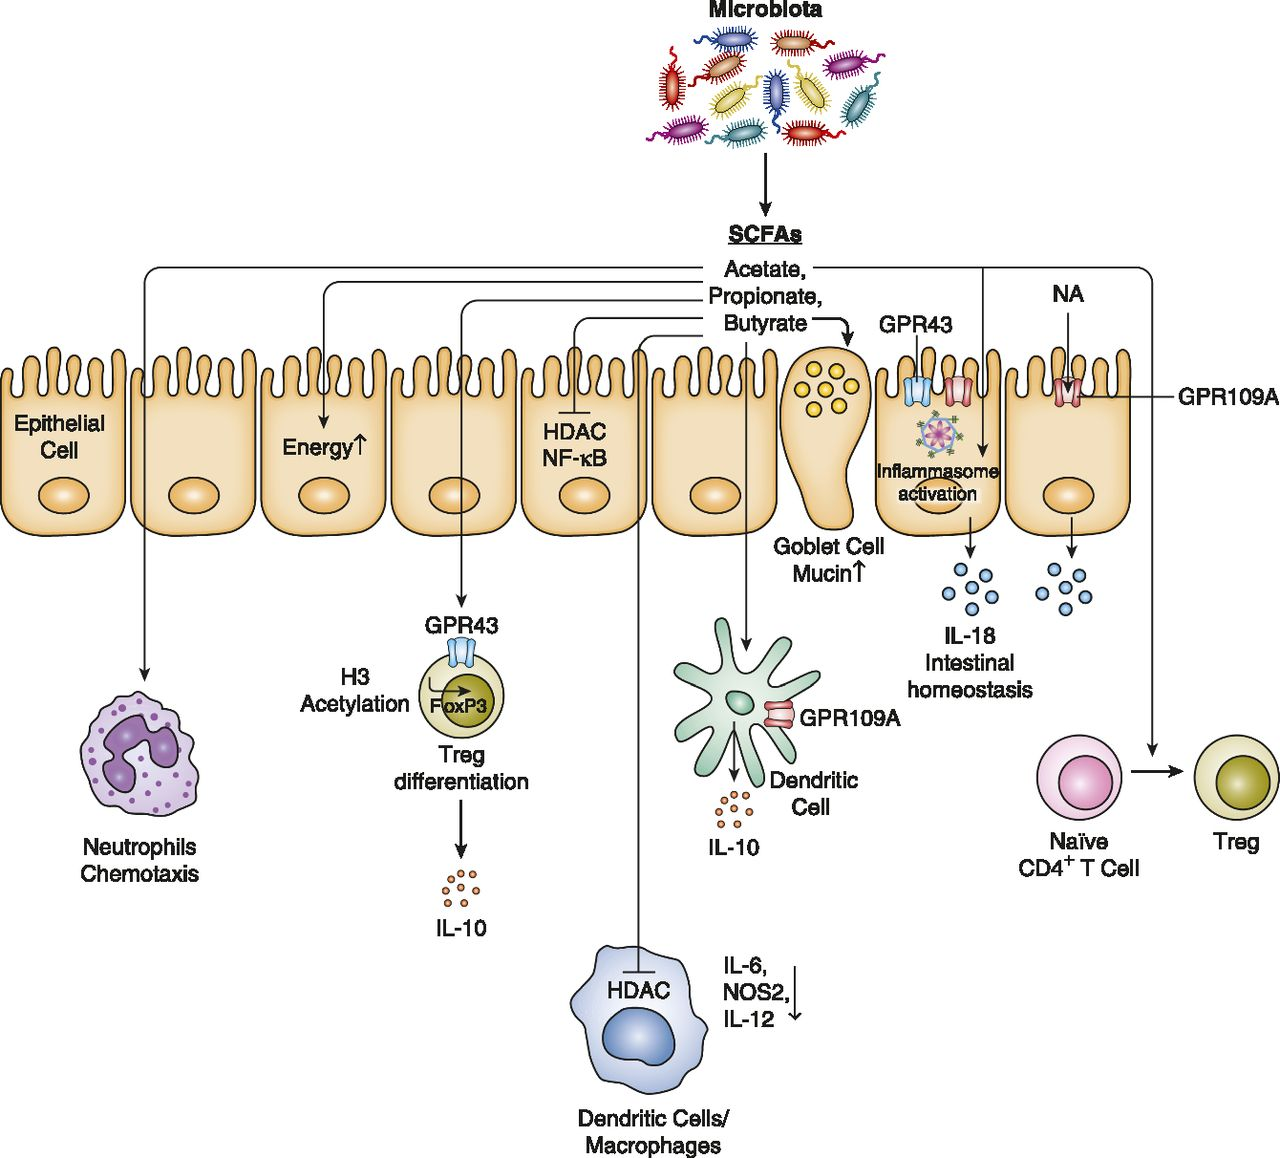 Microbiota
SCFAs
Acetate,
Propionate,
Butyrate
NA
GPR43
GPR109A
Epithelial
Cell
Energy↑
HDAC
NF-κB
Inflammasome
activation
Goblet Cell
Mucin↑
IL-18
Intestinal
homeostasis
GPR43
H3
Acetylation
FoxP3
Treg
differentiation
IL-10
GPR109A
Dendritic
Cell
IL-10
Neutrophils
Chemotaxis
Naïve
CD4⁺ T Cell
Treg
HDAC
IL-6,
NOS2,
IL-12
Dendritic Cells/
Macrophages